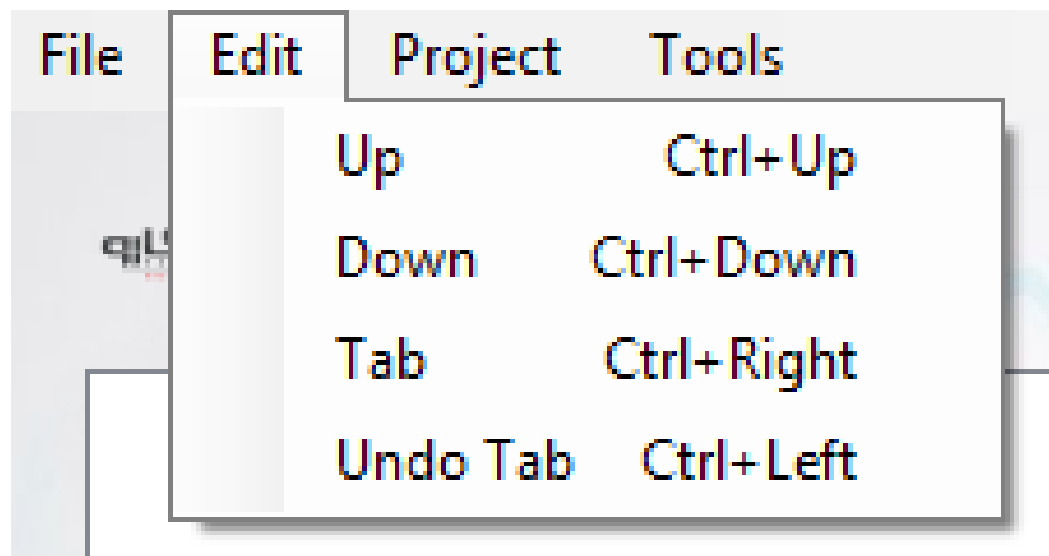 File Edit Project Tools
Up Ctrl+Up
Down Ctrl+Down
Tab Ctrl+Right
Undo Tab Ctrl+Left